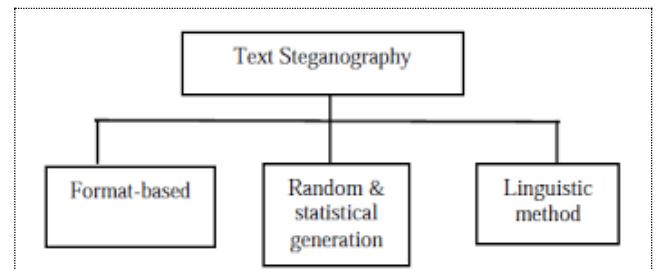 Text Steganography
Format-based
Random &
statistical
generation
Linguistic
method